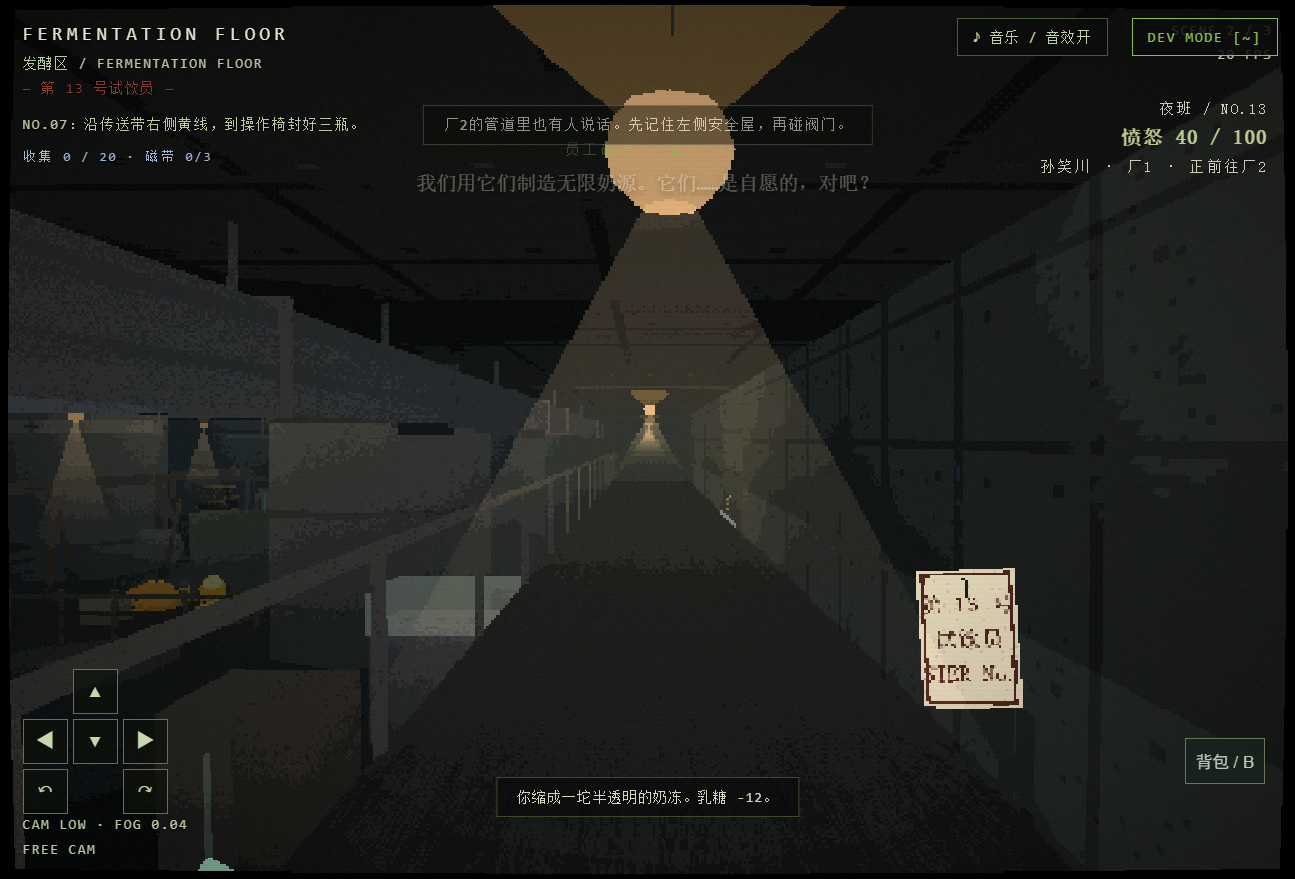 FERMENTATION FLOOR
发酵区 / FERMENTATION FLOOR
— 第 13 号试饮员 —
NO.07: 沿传送带右侧黄线，到操作椅封好三瓶。
收集 0 / 20 · 磁带 0/3
厂2的管道里也有人说话。先记住左侧安全屋，再碰阀门。
员工
我们用它们制造无限奶源。它们……是自愿的，对吧？
♪ 音乐 / 音效开
DEV MODE [~]
20 FPS
夜班 / NO.13
愤怒 40 / 100
孙笑川 · 厂1 · 正前往厂2
背包 / B
你缩成一坨半透明的奶冻。乳糖 -12。
CAM LOW · FOG 0.04
FREE CAM